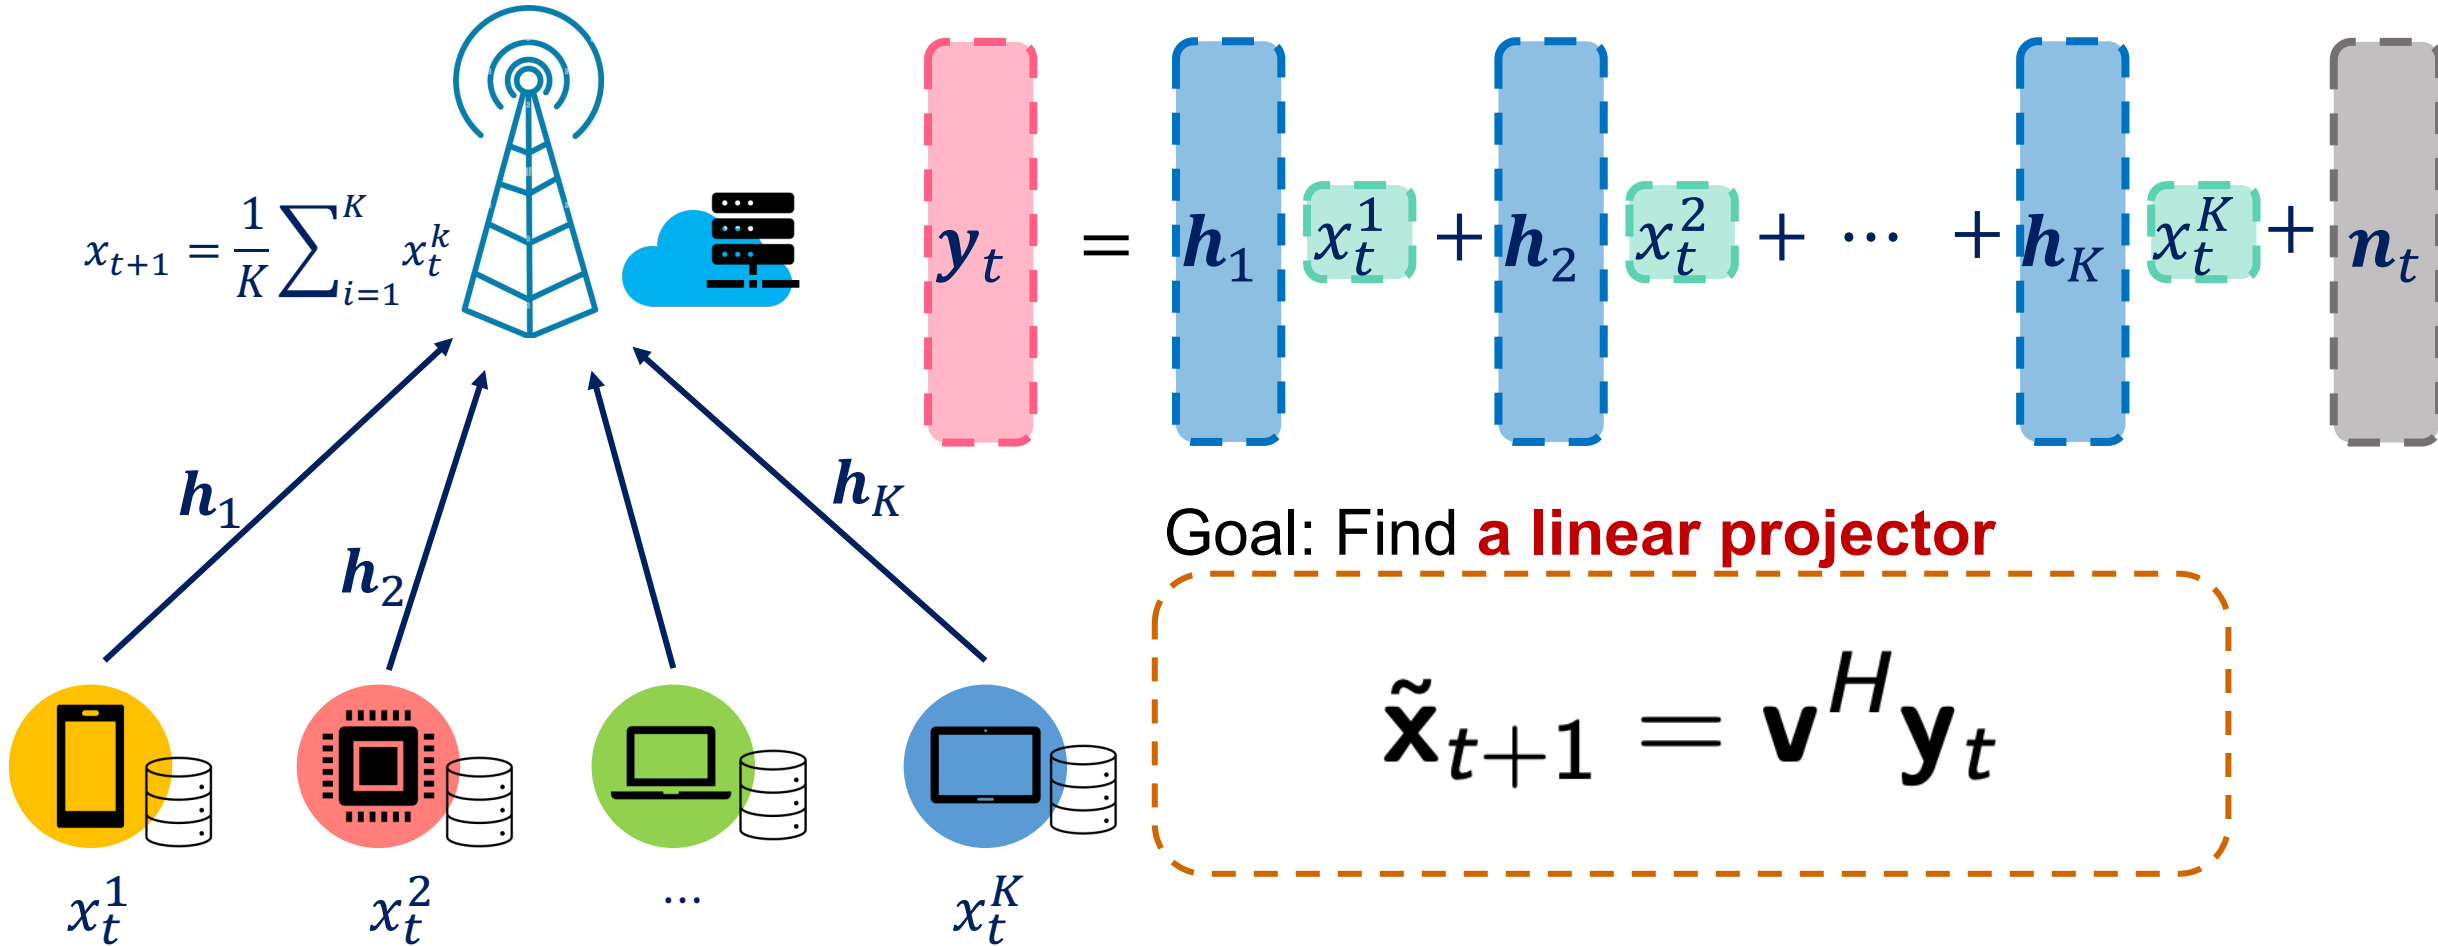 x_{t+1} = \frac{1}{K} \sum_{i=1}^{K} x_t^k
𝒚_t = 𝒉_1 x_t^1 + 𝒉_2 x_t^2 + ⋯ + 𝒉_K x_t^K + 𝒏_t
𝒉_1
𝒉_2
𝒉_K
x_t^1
x_t^2
...
x_t^K
Goal: Find a linear projector
x̃_{t+1} = v^H y_t